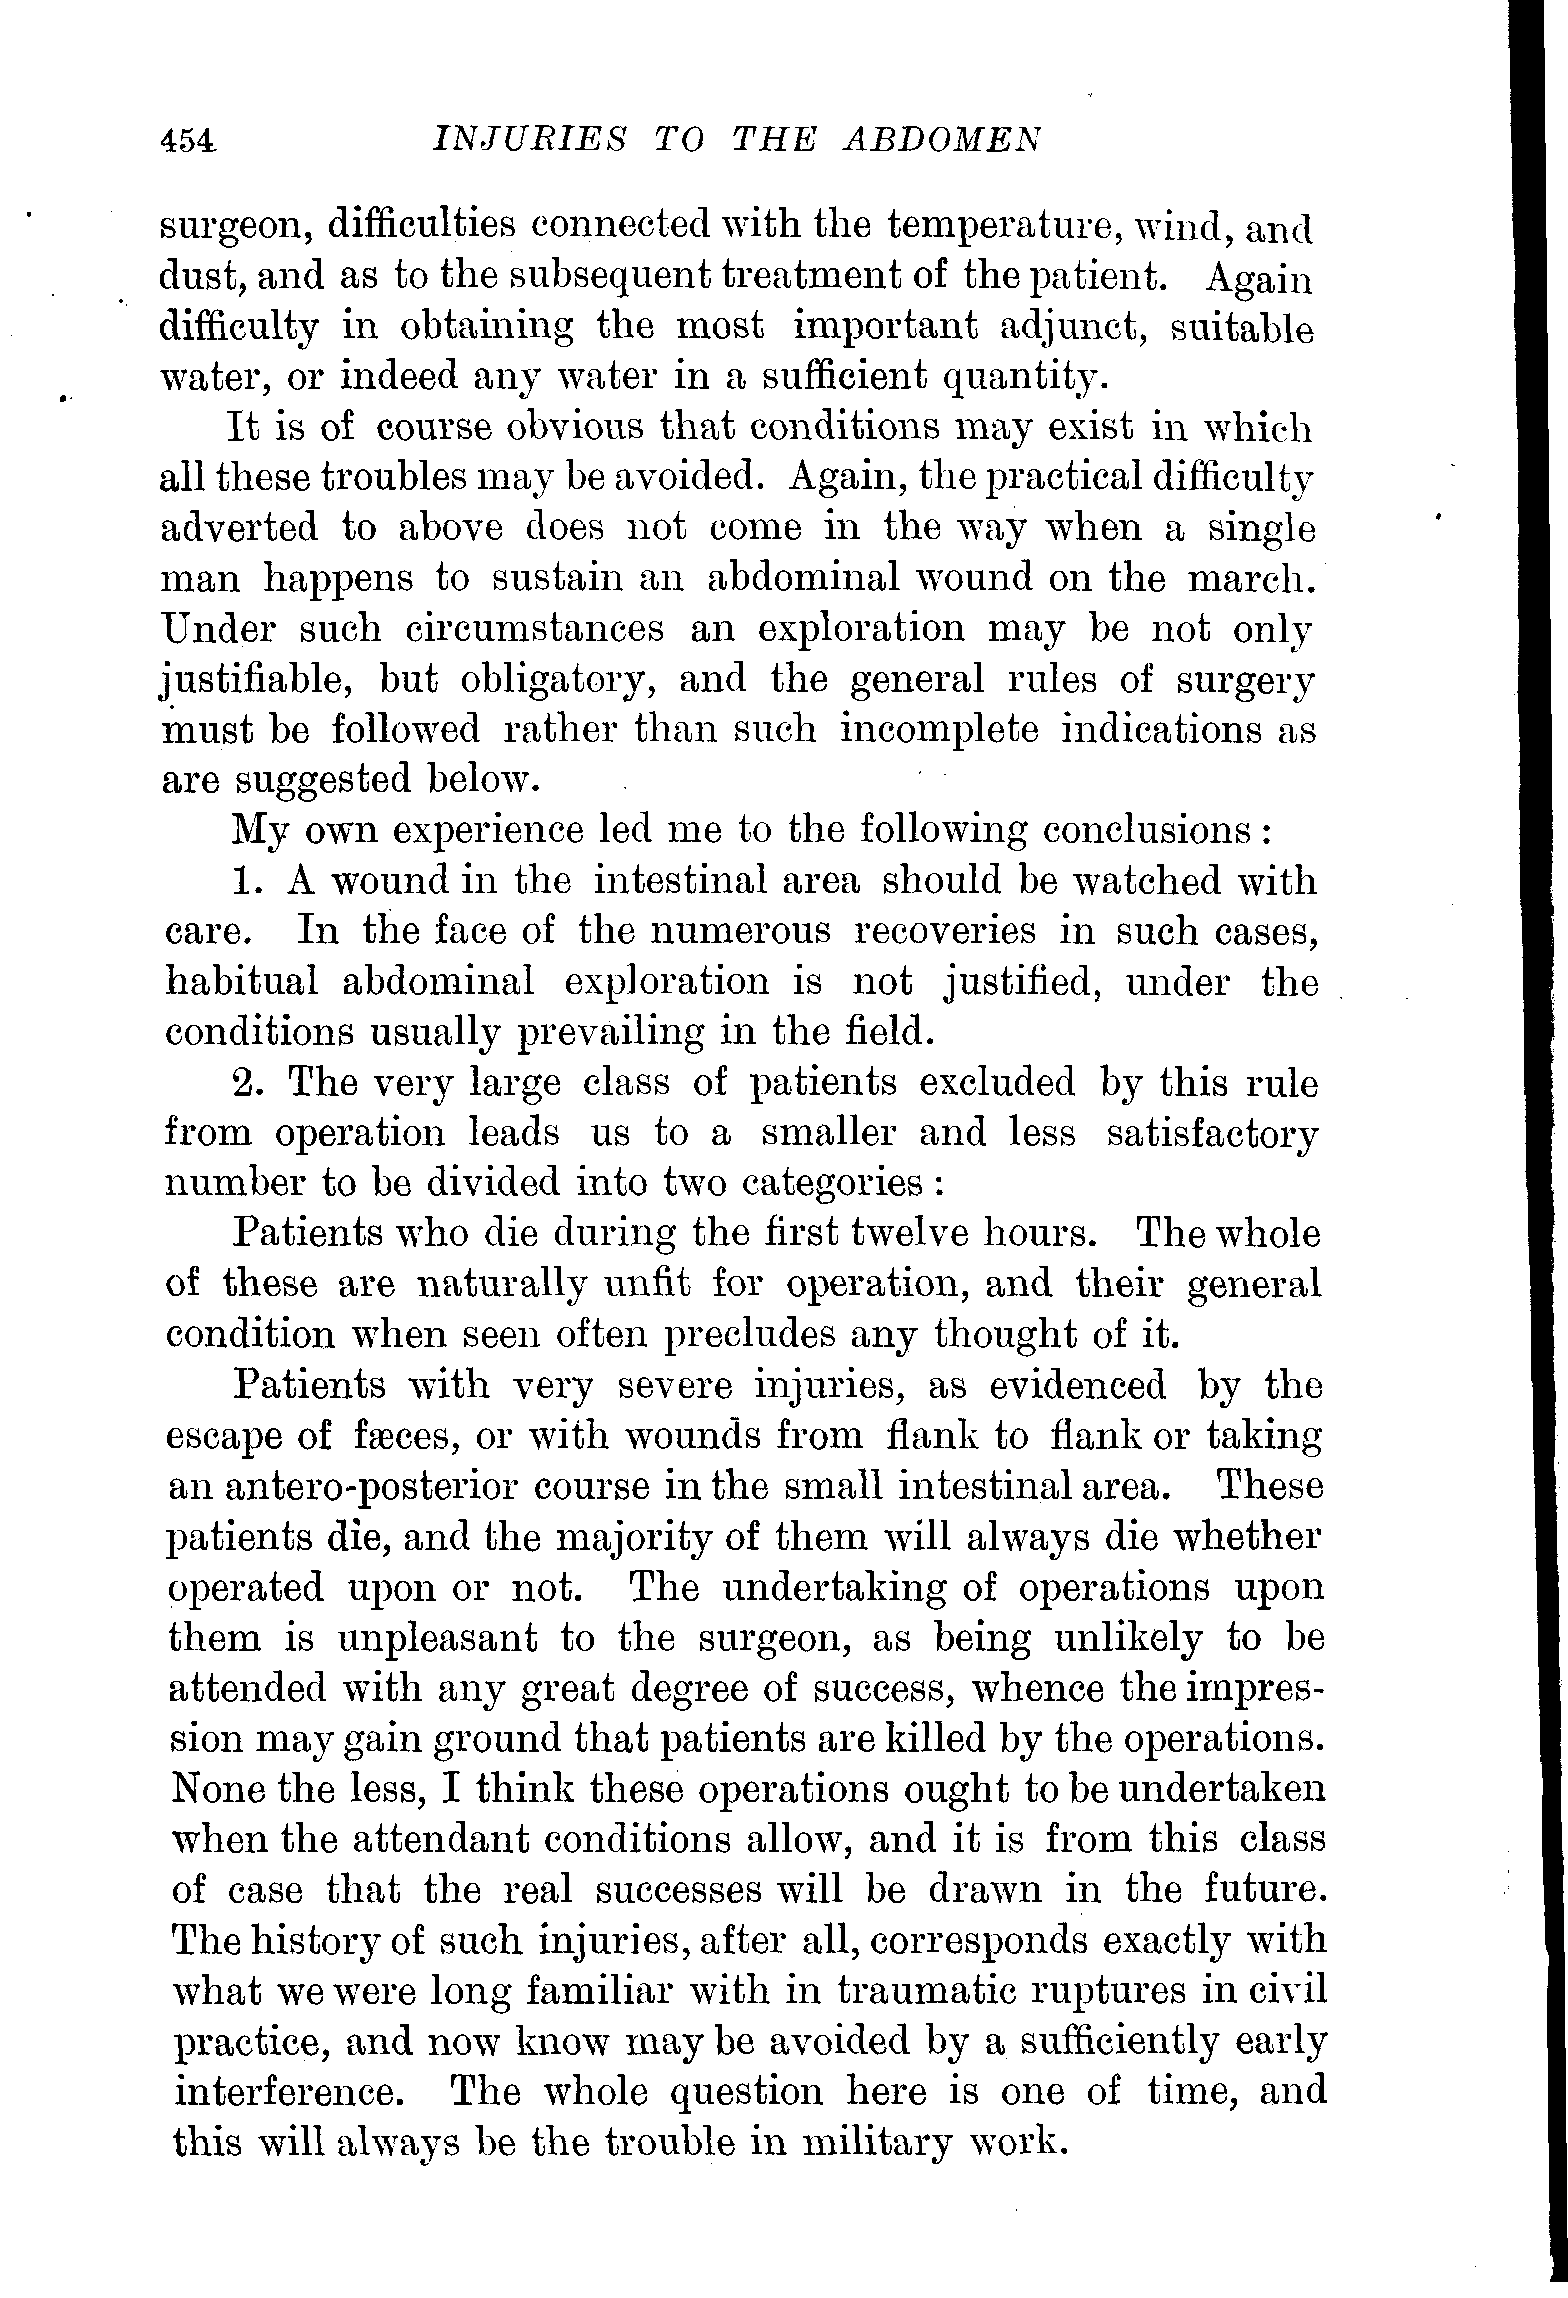 454 INJURIES TO THE ABDOMEN
surgeon, difficulties connected with the temperature, wind, and
dust, and as to the subsequent treatment of the patient. Again
difficulty in obtaining the most important adjunct, suitable
water, or indeed any water in a sufficient quantity.
It is of course obvious that conditions may exist in which
all these troubles may be avoided. Again, the practical difficulty
adverted to above does not come in the way when a single
man happens to sustain an abdominal wound on the march.
Under such circumstances an exploration may be not only
justifiable, but obligatory, and the general rules of surgery
must be followed rather than such incomplete indications as
are suggested below.
My own experience led me to the following conclusions :
1. A wound in the intestinal area should be watched with
care. In the face of the numerous recoveries in such cases,
habitual abdominal exploration is not justified, under the
conditions usually prevailing in the field.
2. The very large class of patients excluded by this rule
from operation leads us to a smaller and less satisfactory
number to be divided into two categories :
Patients who die during the first twelve hours. The whole
of these are naturally unfit for operation, and their general
condition when seen often precludes any thought of it.
Patients with very severe injuries, as evidenced by the
escape of fæces, or with wounds from flank to flank or taking
an antero-posterior course in the small intestinal area. These
patients die, and the majority of them will always die whether
operated upon or not. The undertaking of operations upon
them is unpleasant to the surgeon, as being unlikely to be
attended with any great degree of success, whence the impres-
sion may gain ground that patients are killed by the operations.
None the less, I think these operations ought to be undertaken
when the attendant conditions allow, and it is from this class
of case that the real successes will be drawn in the future.
The history of such injuries, after all, corresponds exactly with
what we were long familiar with in traumatic ruptures in civil
practice, and now know may be avoided by a sufficiently early
interference. The whole question here is one of time, and
this will always be the trouble in military work.